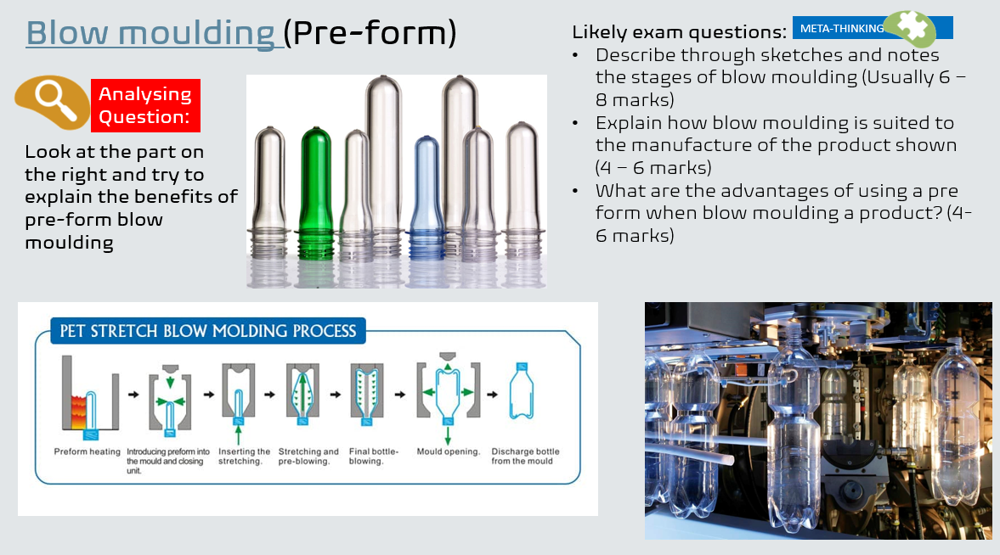 Blow moulding (Pre-form)
Analysing
Question:
Look at the part on
the right and try to
explain the benefits of
pre-form blow
moulding
Likely exam questions:
META-THINKING
• Describe through sketches and notes
the stages of blow moulding (Usually 6 –
8 marks)
• Explain how blow moulding is suited to
the manufacture of the product shown
(4 – 6 marks)
• What are the advantages of using a pre
form when blow moulding a product? (4-
6 marks)
PET STRETCH BLOW MOLDING PROCESS
Preform heating
Introducing preform into
the mould and closing
unit.
Inserting the
stretching.
Stretching and
pre-blowing.
Final bottle-
blowing.
Mould opening.
Discharge bottle
from the mould